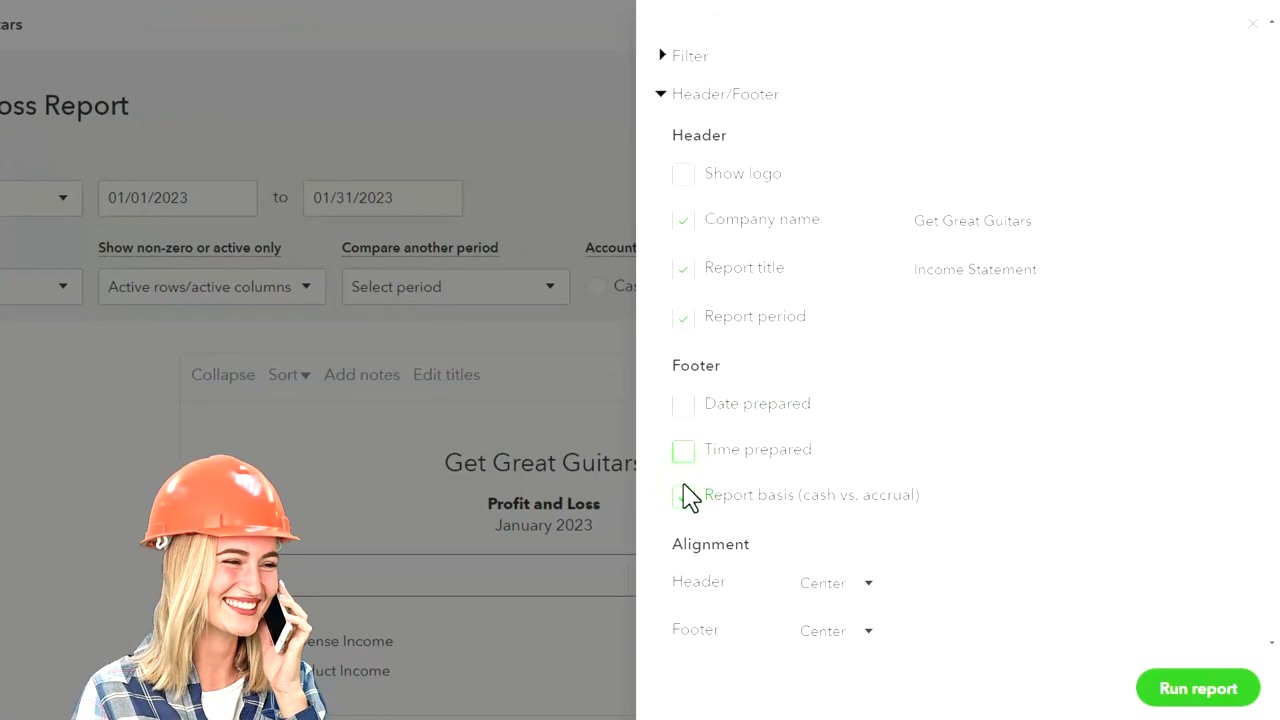 ars
oss Report
01/01/2023 to 01/31/2023
Show non-zero or active only Compare another period Account
Active rows/active columns Select period Cas
Collapse Sort Add notes Edit titles
Get Great Guitars
Profit and Loss
January 2023
ense Income
duct Income
Filter
Header/Footer
Header
Show logo
Company name Get Great Guitars
Report title Income Statement
Report period
Footer
Date prepared
Time prepared
Report basis (cash vs. accrual)
Alignment
Header Center
Footer Center
Run report